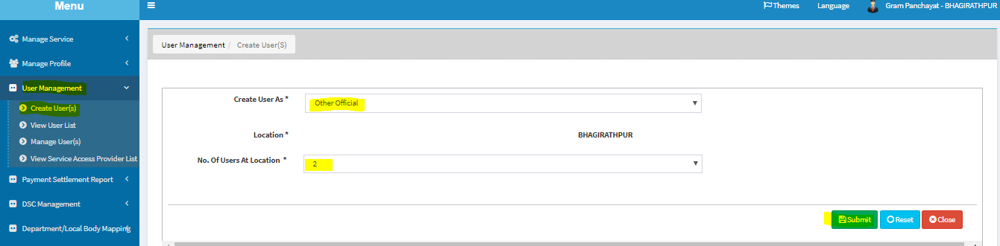 Menu
Themes Language Gram Panchayat - BHAGIRATHPUR
Manage Service
Manage Profile
User Management
Create User(s)
View User List
Manage User(s)
View Service Access Provider List
Payment Settlement Report
DSC Management
Department/Local Body Mapping
User Management / Create User(S)
Create User As * Other Official
Location * BHAGIRATHPUR
No. Of Users At Location * 2
Submit Reset Close